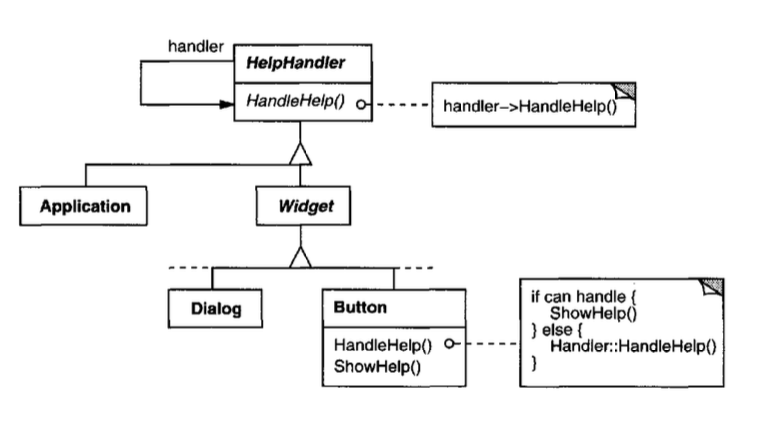 handler
HelpHandler
HandleHelp()
handler–>HandleHelp()
Application
Widget
Dialog
Button
HandleHelp()
ShowHelp()
if can handle {
ShowHelp()
} else {
Handler::HandleHelp()
}